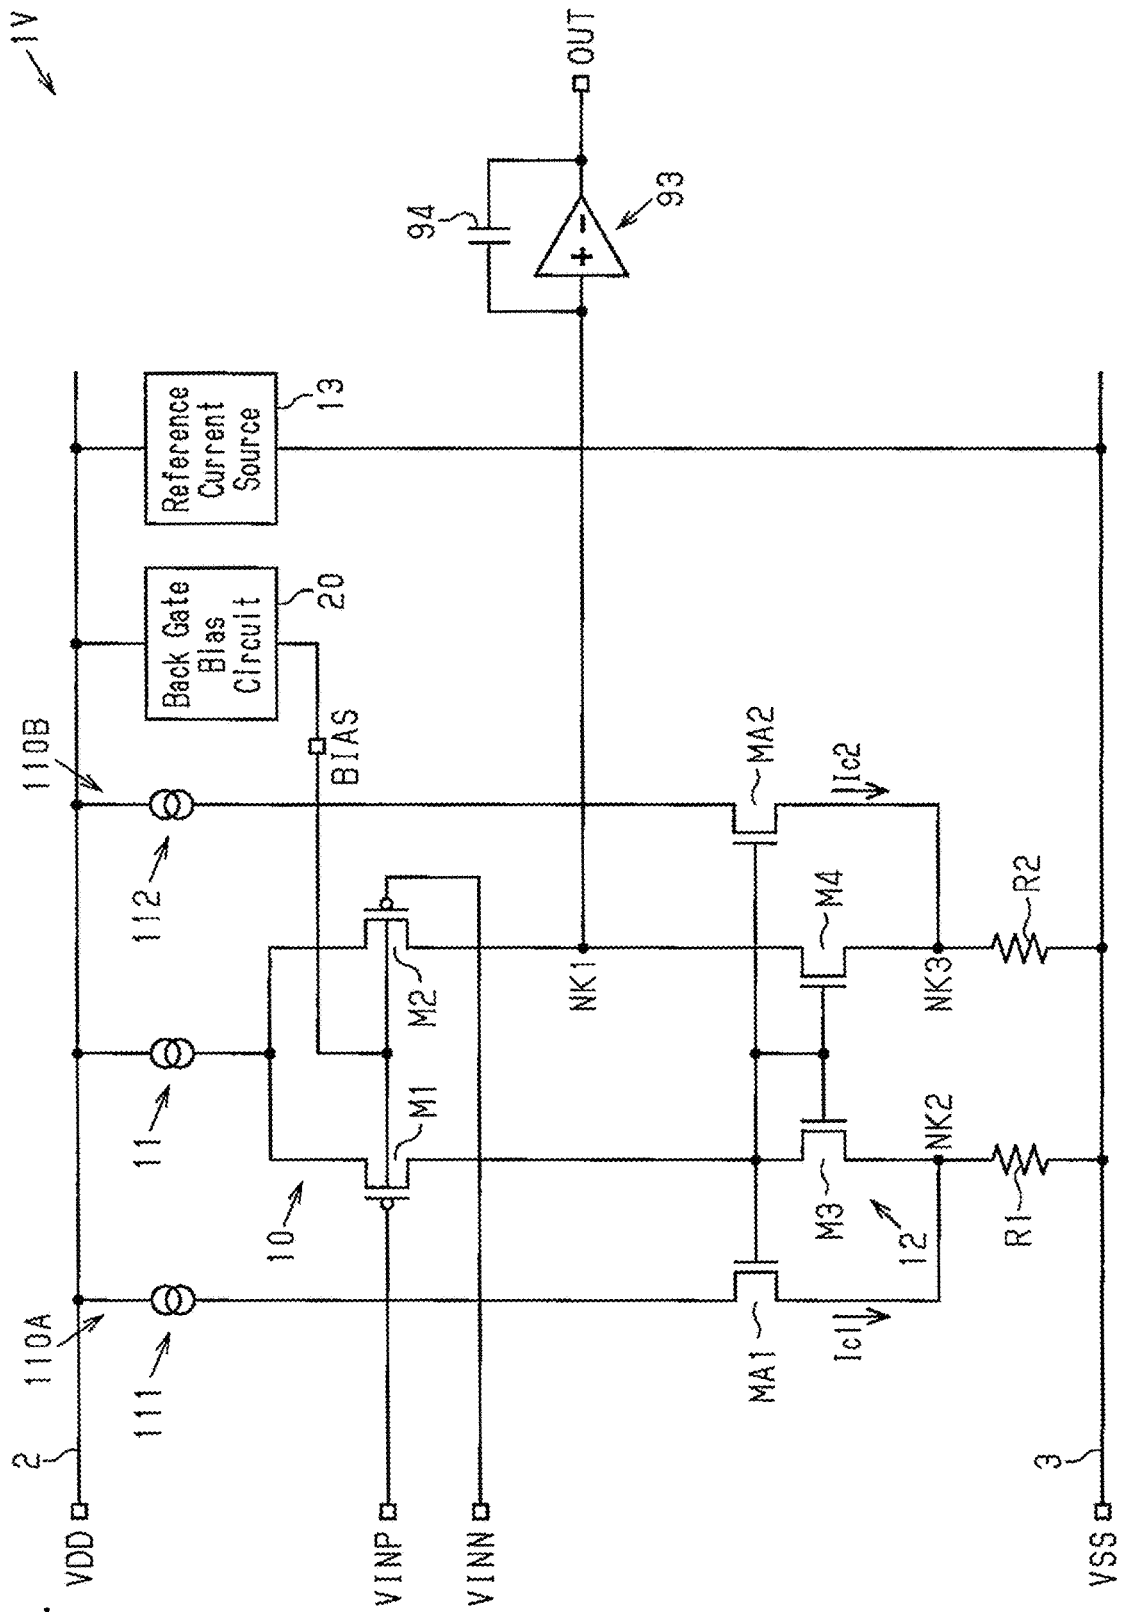 1V
VDD
2
110A
111
11
112
110B
Back Gate
Bias
Circuit
20
Reference
Current
Source
13
BIAS
10
M1
M2
VINP
VINN
NK1
94
93
OUT
MA1
MA2
M3
M4
12
Ic1
Ic2
NK2
NK3
R1
R2
3
VSS